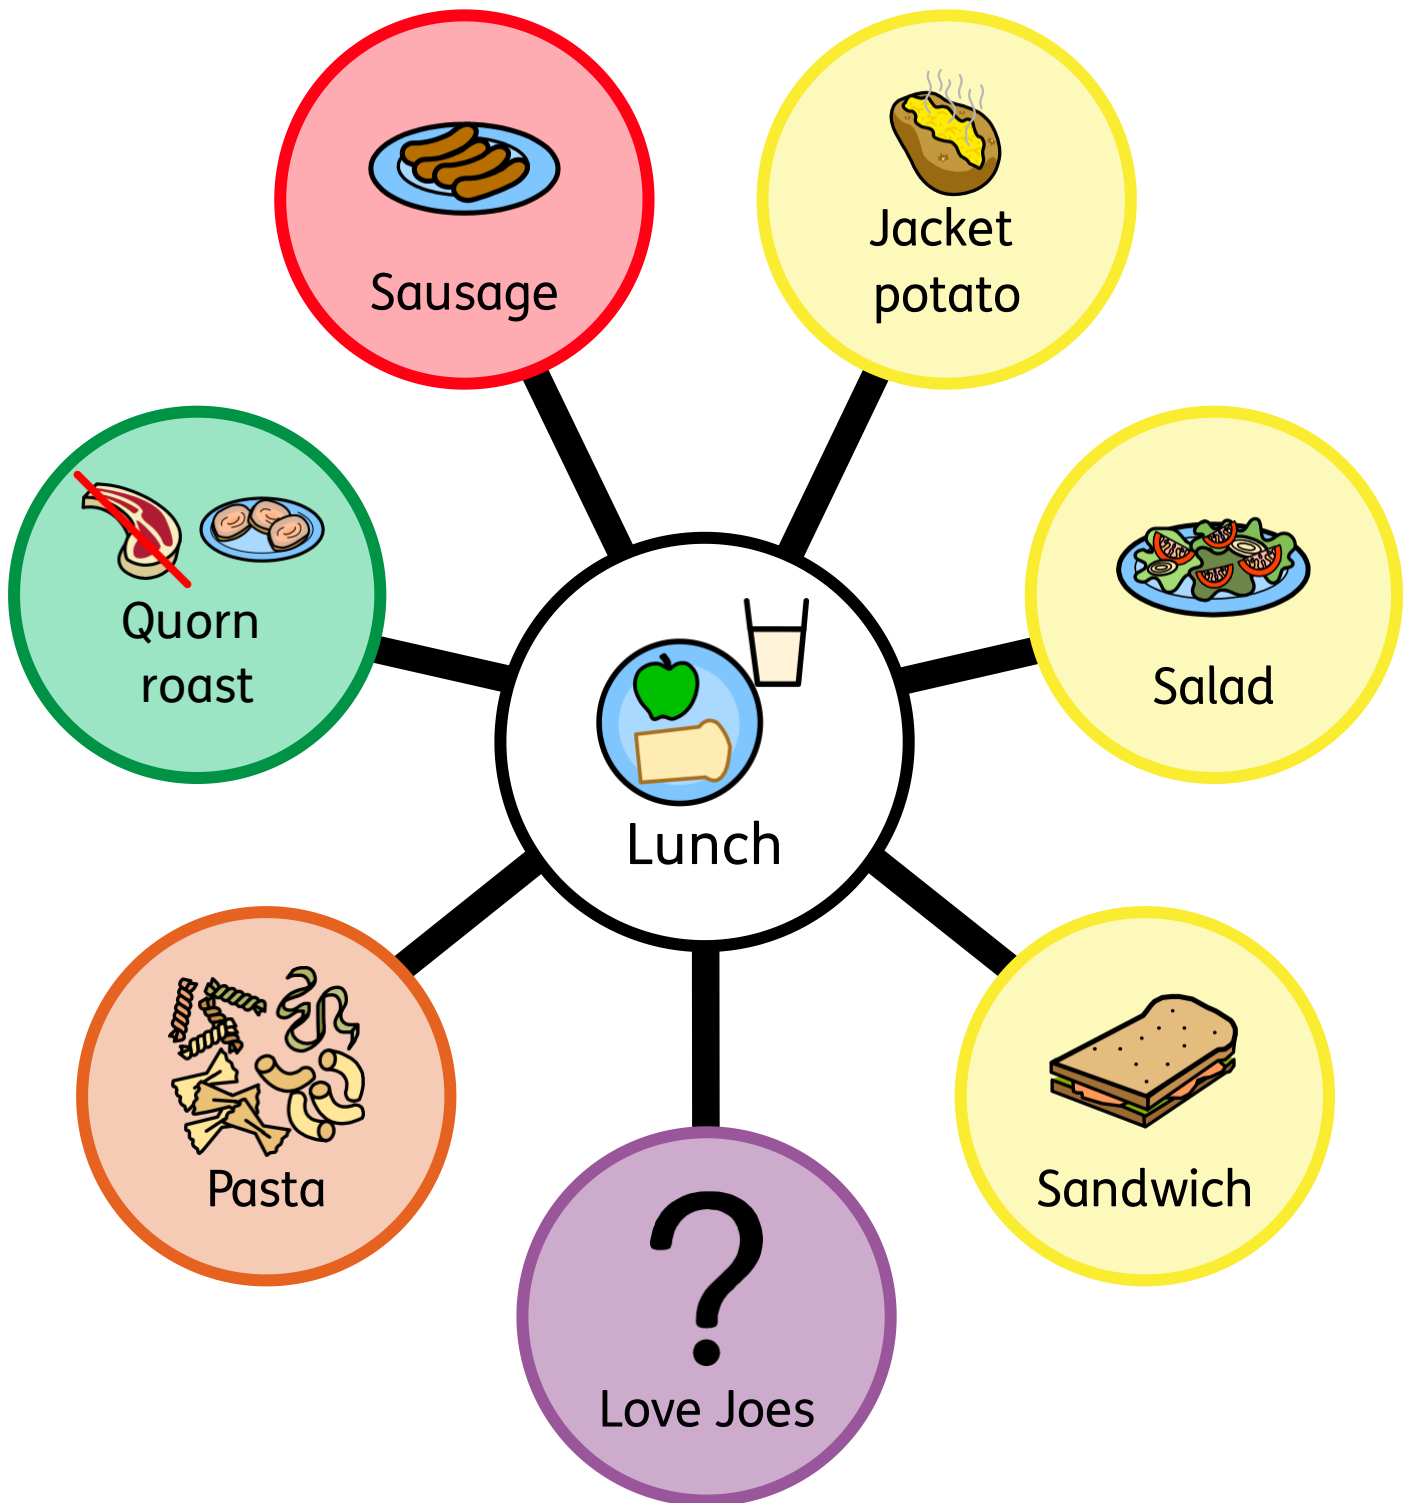 Sausage
Jacket
potato
Quorn
roast
Salad
Lunch
Pasta
Sandwich
?
Love Joes